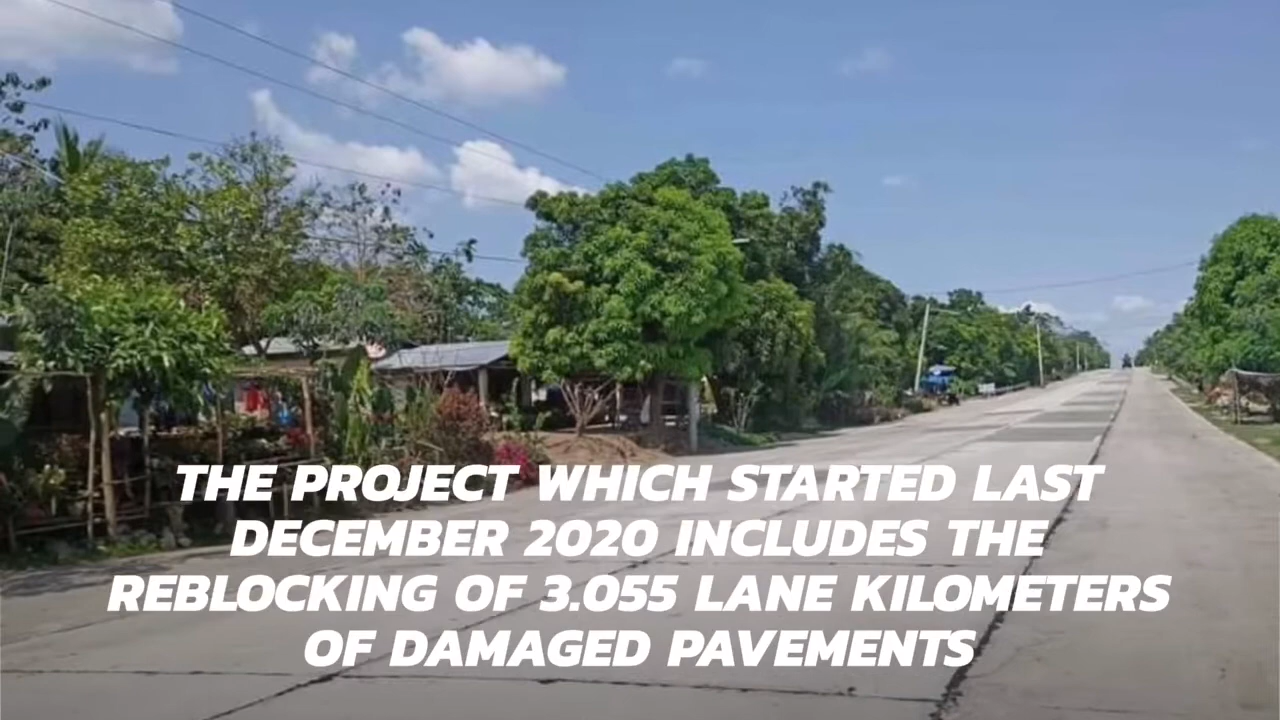 THE PROJECT WHICH STARTED LAST
DECEMBER 2020 INCLUDES THE
REBLOCKING OF 3.055 LANE KILOMETERS
OF DAMAGED PAVEMENTS